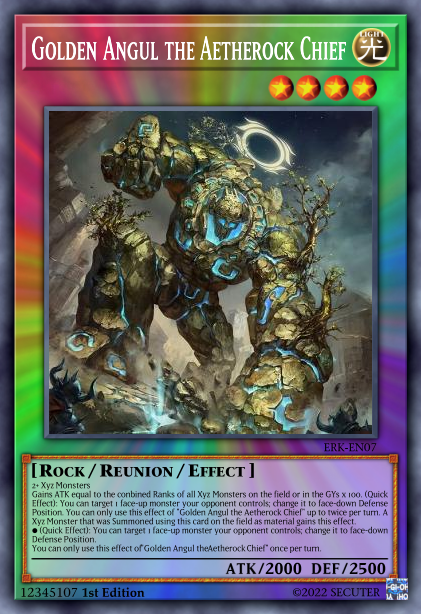 Golden Angul the Aetherock Chief
LIGHT
光
ERK-EN07
[Rock / Reunion / Effect ]
2+ Xyz Monsters
Gains ATK equal to the conbined Ranks of all Xyz Monsters on the field or in the GYs x 100. (Quick
Effect): You can target 1 face-up monster your opponent controls; change it to face-down Defense
Position. You can only use this effect of "Golden Angul the Aetherock Chief" up to twice per turn. A
Xyz Monster that was Summoned using this card on the field as material gains this effect.
● (Quick Effect): You can target 1 face-up monster your opponent controls; change it to face-down
Defense Position.
You can only use this effect of"Golden Angul theAetherock Chief" once per turn.
ATK/2000 DEF/2500
12345107 1st Edition
©2022 SECUTER